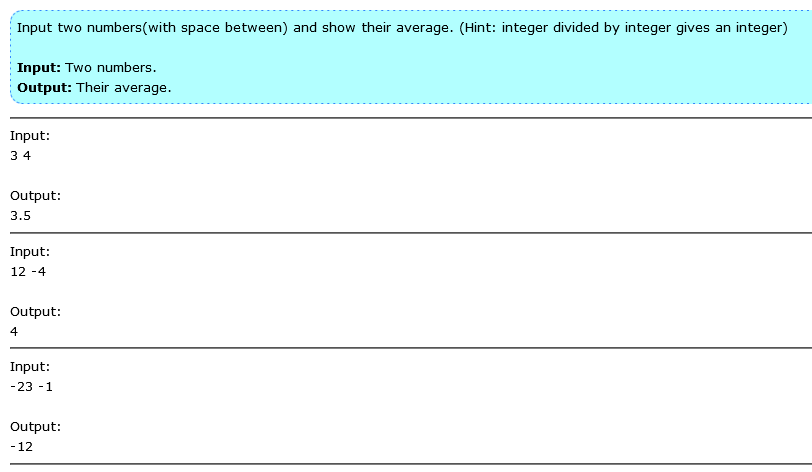 Input two numbers(with space between) and show their average. (Hint: integer divided by integer gives an integer)
Input: Two numbers.
Output: Their average.
Input:
3 4
Output:
3.5
Input:
12 -4
Output:
4
Input:
-23 -1
Output:
-12